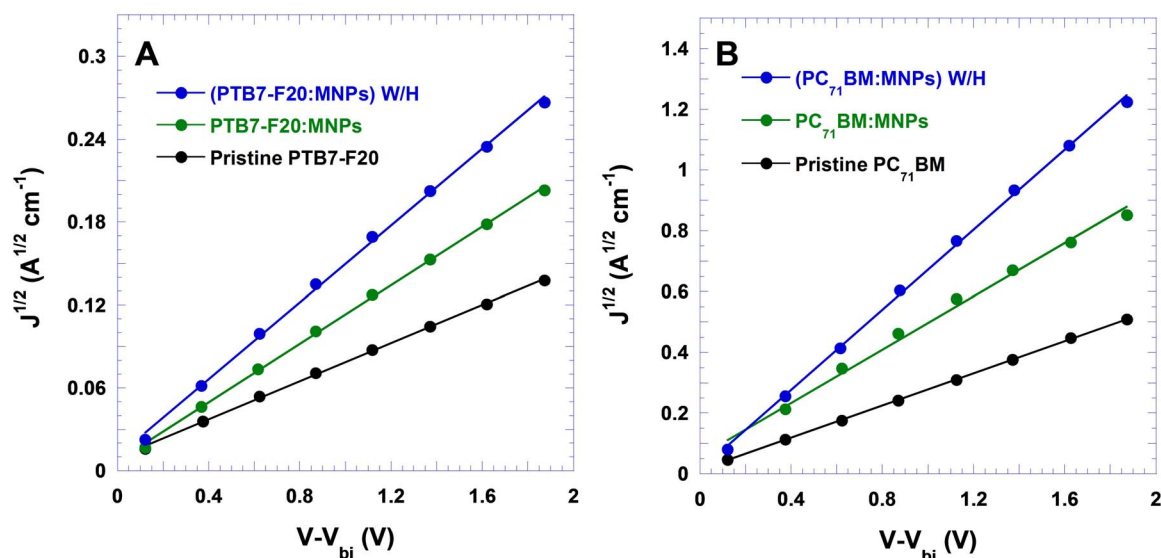 A
0.3
0.24
0.18
0.12
0.06
0
J1/2 (A1/2 cm-1)
(PTB7-F20:MNPs) W/H
PTB7-F20:MNPs
Pristine PTB7-F20
0 0.4 0.8 1.2 1.6 2
V-Vbi (V)
B
1.4
1.2
1
0.8
0.6
0.4
0.2
0
J1/2 (A1/2 cm-1)
(PC71BM:MNPs) W/H
PC71BM:MNPs
Pristine PC71BM
0 0.4 0.8 1.2 1.6 2
V-Vbi (V)